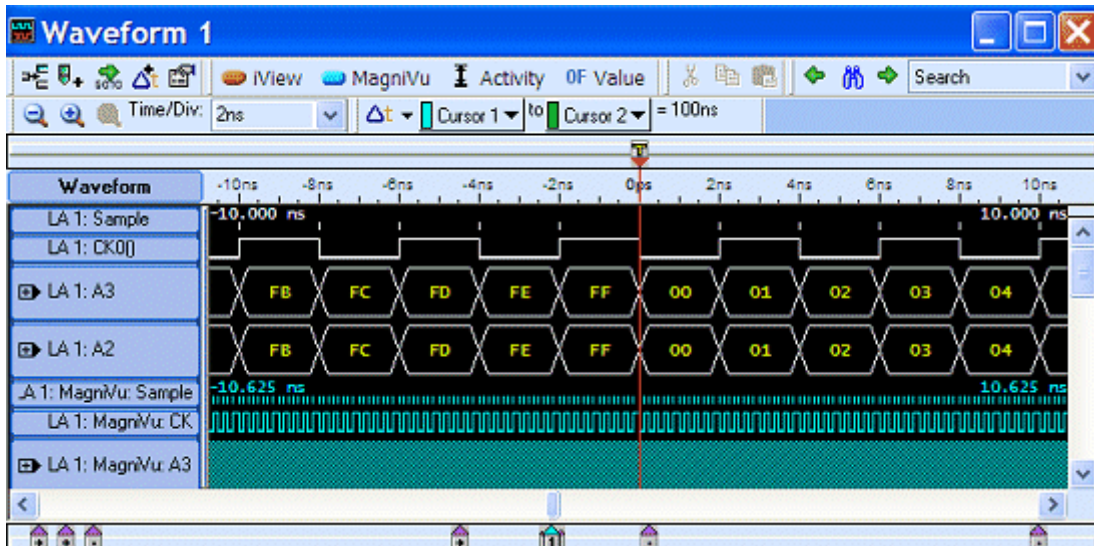 Waveform 1
iView MagniVu Activity 0F Value Search
Time/Div: 2ns Δt Cursor 1 to Cursor 2 = 100ns
T
Waveform -10ns -8ns -6ns -4ns -2ns 0ps 2ns 4ns 6ns 8ns 10ns
LA 1: Sample -10.000 ns 10.000 ns
LA 1: CK0()
LA 1: A3 FB FC FD FE FF 00 01 02 03 04
LA 1: A2 FB FC FD FE FF 00 01 02 03 04
.A 1: MagniVu: Sample -10.625 ns 10.625 ns
LA 1: MagniVu: CK
LA 1: MagniVu: A3
1